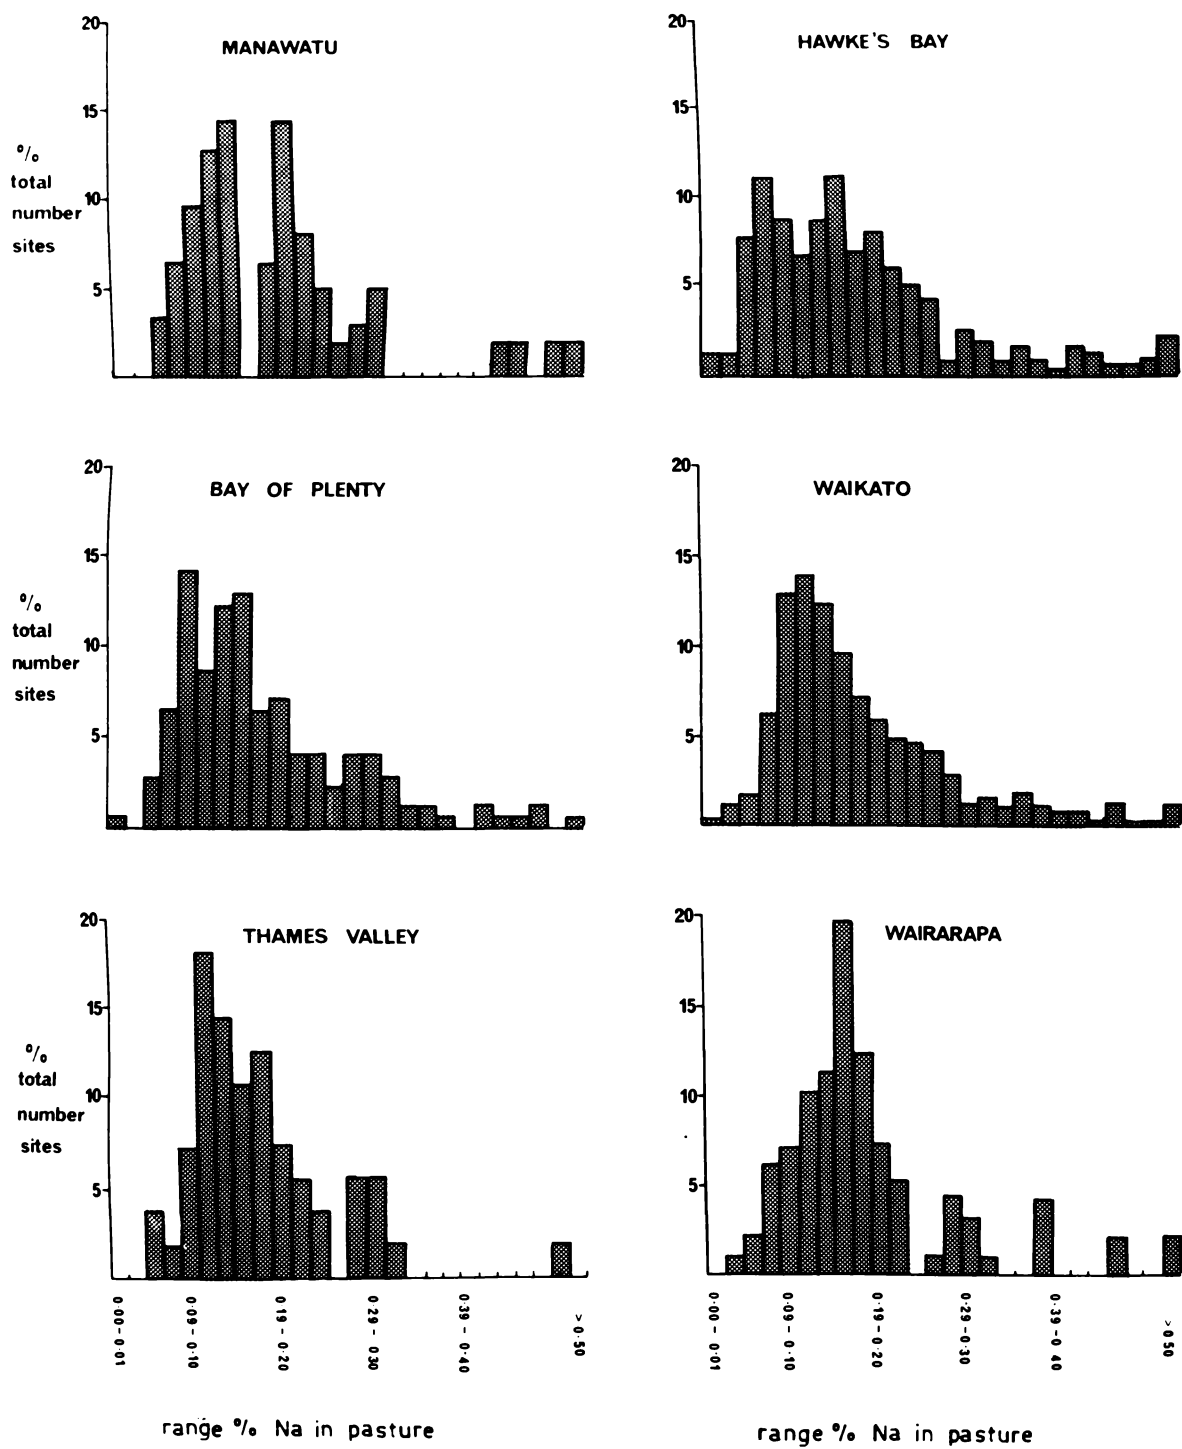 MANAWATU
20
15
10
5
%
total
number
sites
HAWKE'S BAY
20
15
10
5
BAY OF PLENTY
20
15
10
5
%
total
number
sites
WAIKATO
20
15
10
5
THAMES VALLEY
20
15
10
5
%
total
number
sites
0·00 - 0·01
0·09 - 0·10
0·19 - 0·20
0·29 - 0·30
0·39 - 0·40
> 0·50
range % Na in pasture
WAIRARAPA
20
15
10
5
0·00 - 0·01
0·09 - 0·10
0·19 - 0·20
0·29 - 0·30
0·39 - 0·40
> 0·50
range % Na in pasture